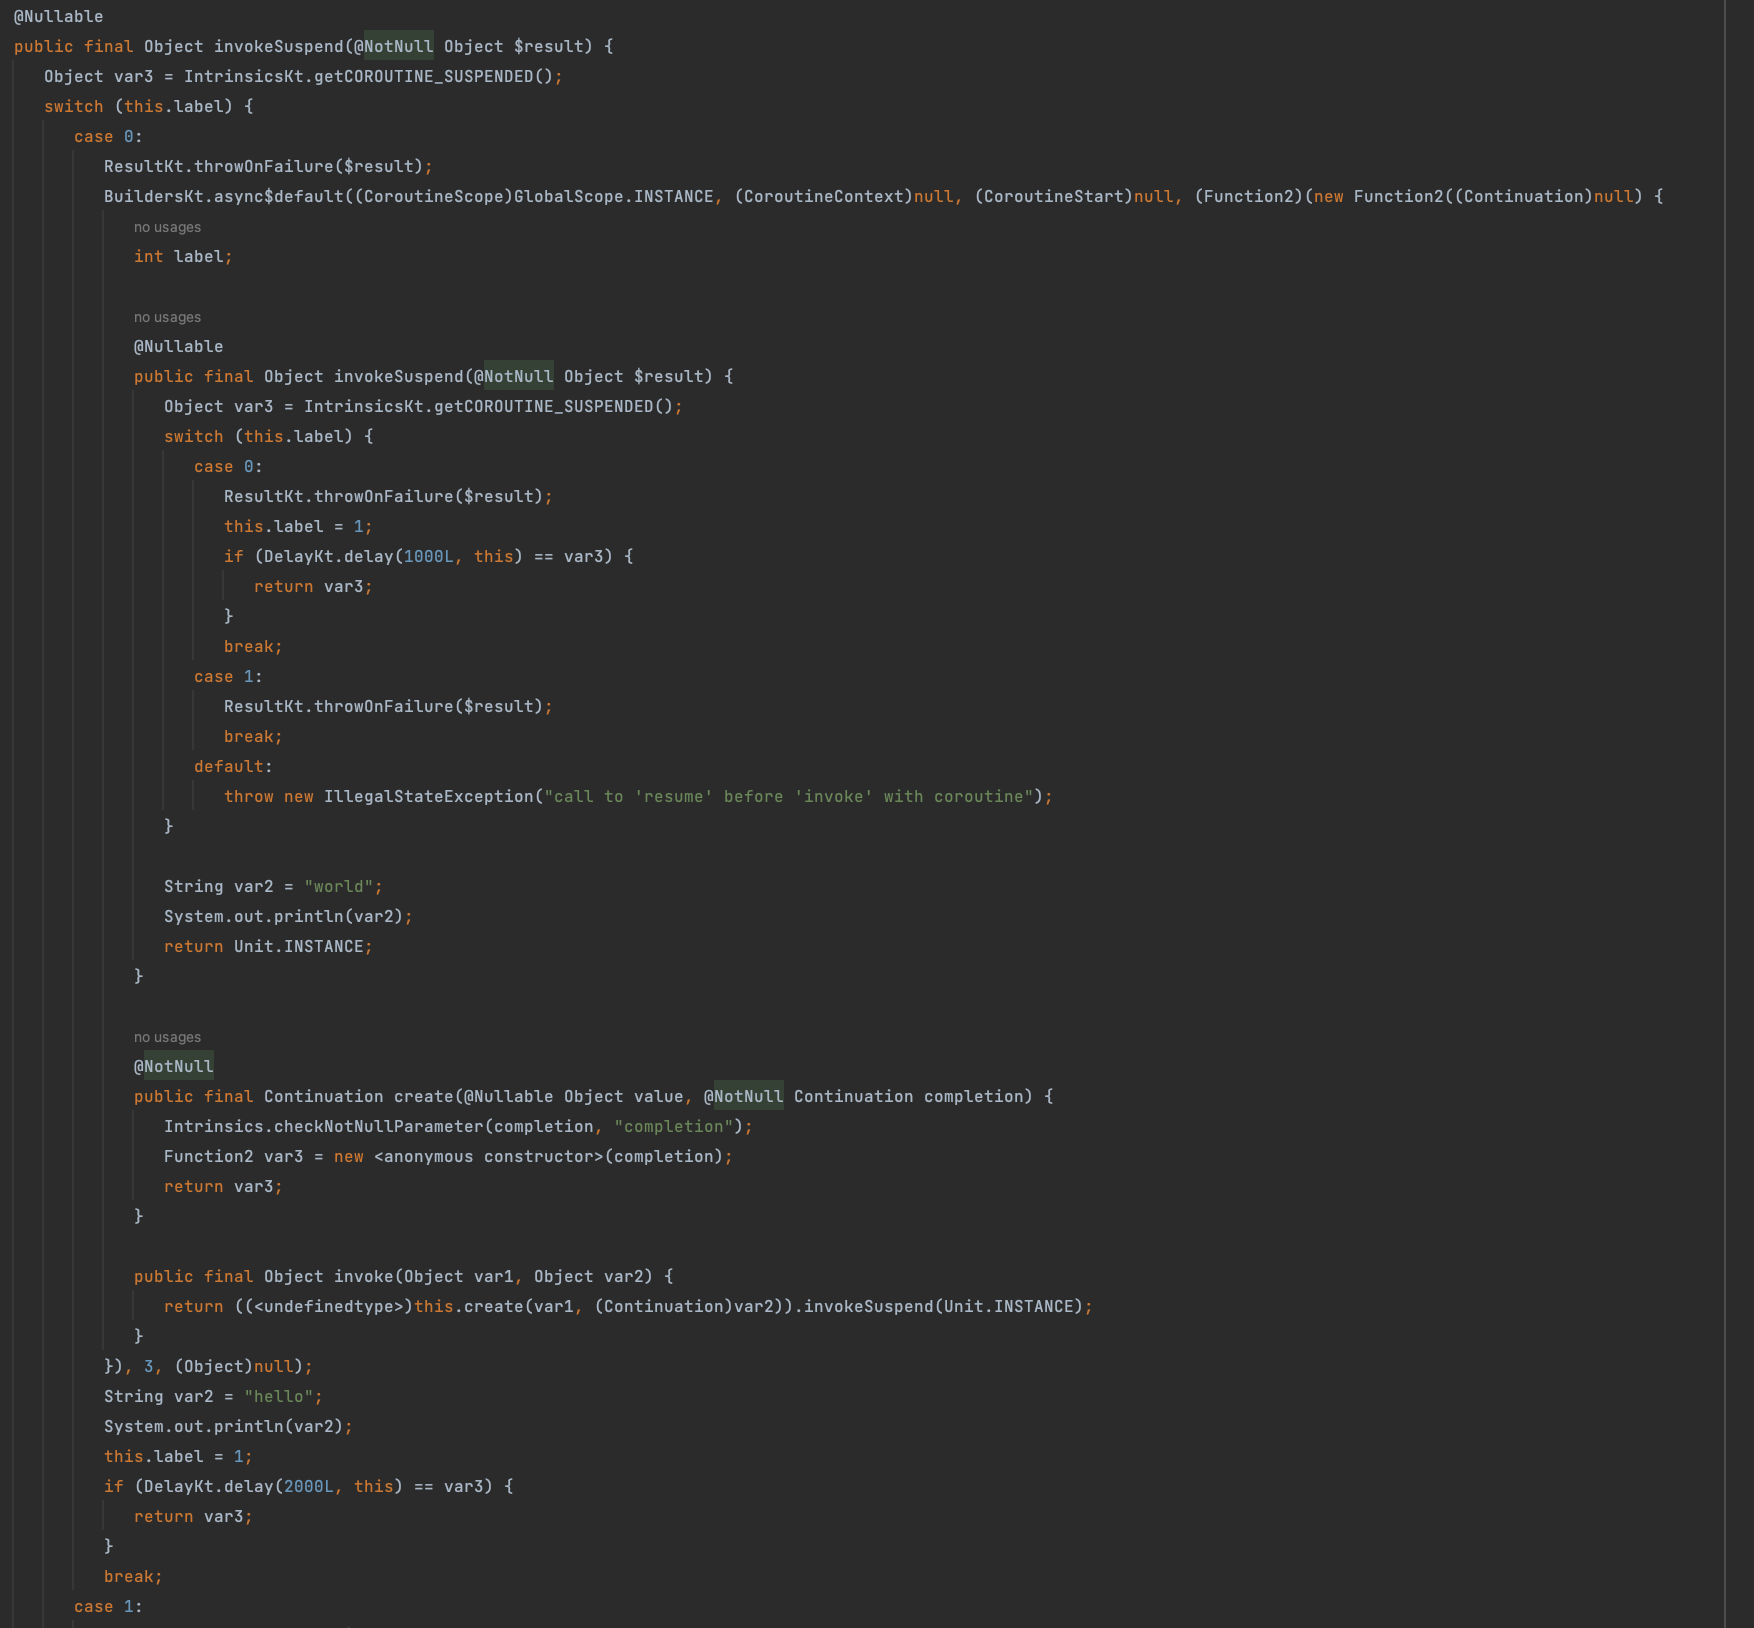 @Nullable
public final Object invokeSuspend(@NotNull Object $result) {
Object var3 = IntrinsicsKt.getCOROUTINE_SUSPENDED();
switch (this.label) {
case 0:
ResultKt.throwOnFailure($result);
BuildersKt.async$default((CoroutineScope)GlobalScope.INSTANCE, (CoroutineContext)null, (CoroutineStart)null, (Function2)(new Function2((Continuation)null) {
no usages
int label;
no usages
@Nullable
public final Object invokeSuspend(@NotNull Object $result) {
Object var3 = IntrinsicsKt.getCOROUTINE_SUSPENDED();
switch (this.label) {
case 0:
ResultKt.throwOnFailure($result);
this.label = 1;
if (DelayKt.delay(1000L, this) == var3) {
return var3;
}
break;
case 1:
ResultKt.throwOnFailure($result);
break;
default:
throw new IllegalStateException("call to 'resume' before 'invoke' with coroutine");
}
String var2 = "world";
System.out.println(var2);
return Unit.INSTANCE;
}
no usages
@NotNull
public final Continuation create(@Nullable Object value, @NotNull Continuation completion) {
Intrinsics.checkNotNullParameter(completion, "completion");
Function2 var3 = new <anonymous constructor>(completion);
return var3;
}
public final Object invoke(Object var1, Object var2) {
return ((<undefinedtype>)this.create(var1, (Continuation)var2)).invokeSuspend(Unit.INSTANCE);
}
}), 3, (Object)null);
String var2 = "hello";
System.out.println(var2);
this.label = 1;
if (DelayKt.delay(2000L, this) == var3) {
return var3;
}
break;
case 1: